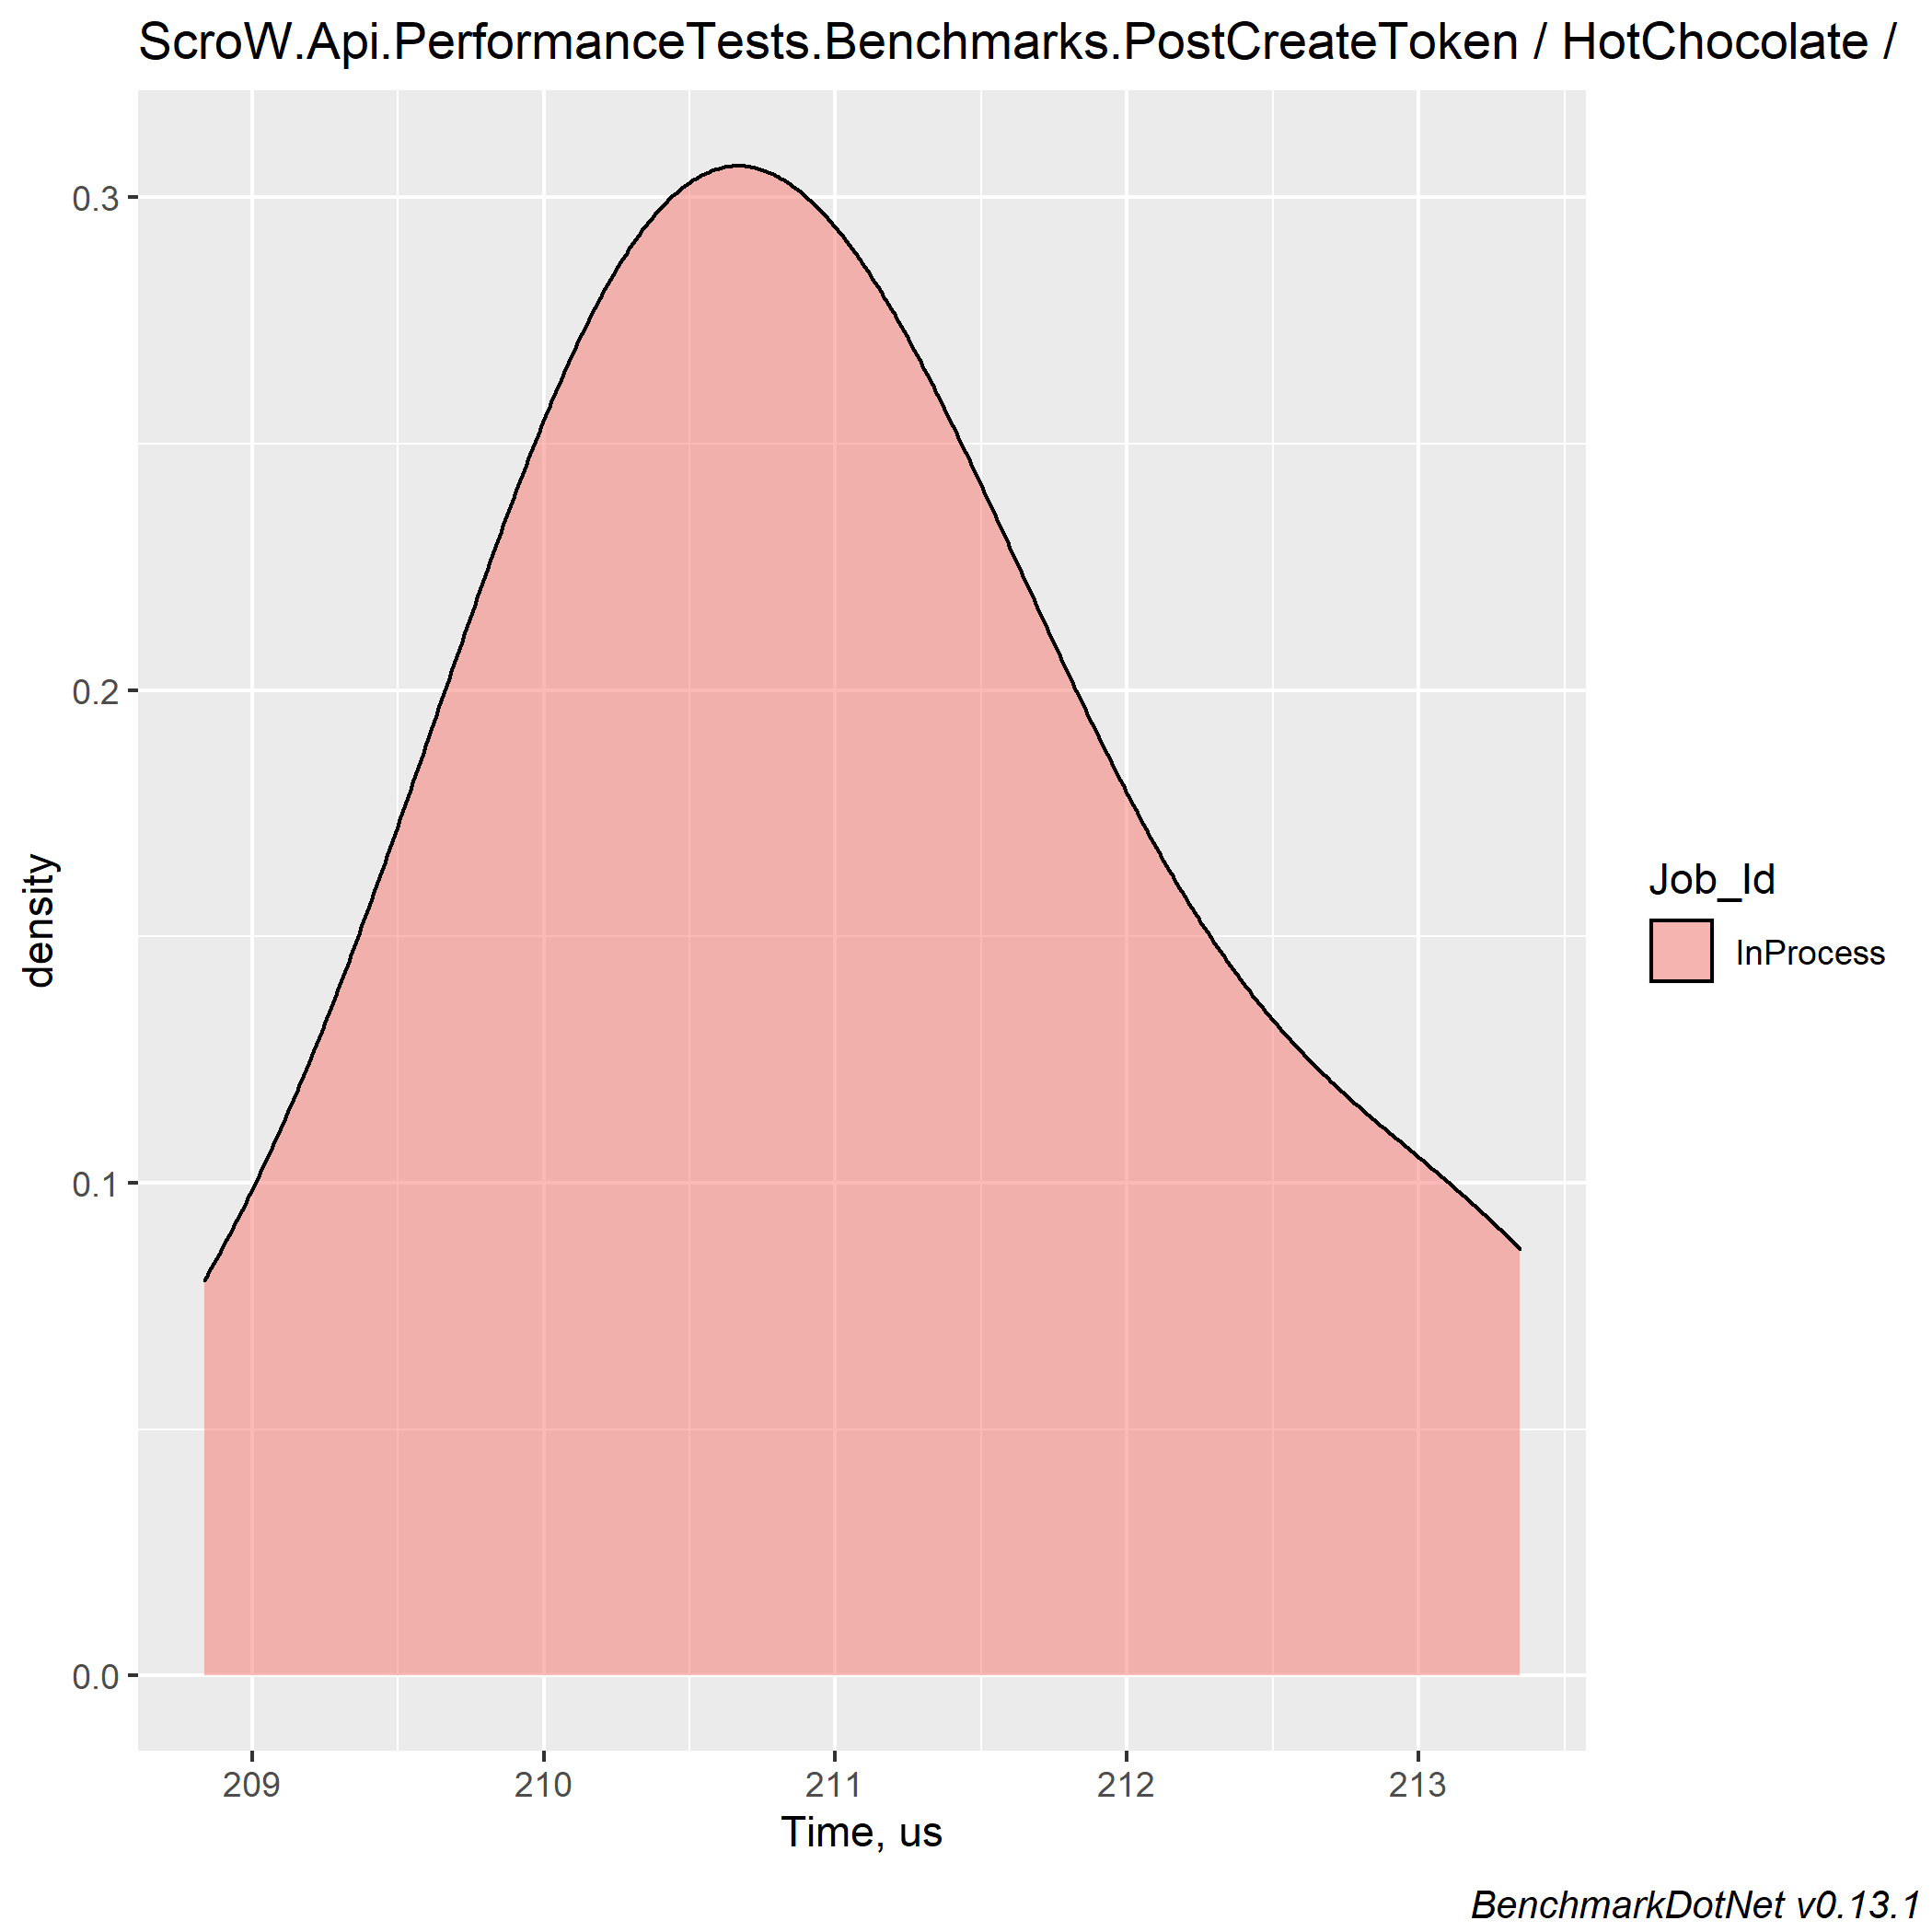 ScroW.Api.PerformanceTests.Benchmarks.PostCreateToken / HotChocolate /
0.3
0.2
0.1
0.0
density
209 210 211 212 213
Time, us
Job_Id
InProcess
BenchmarkDotNet v0.13.1